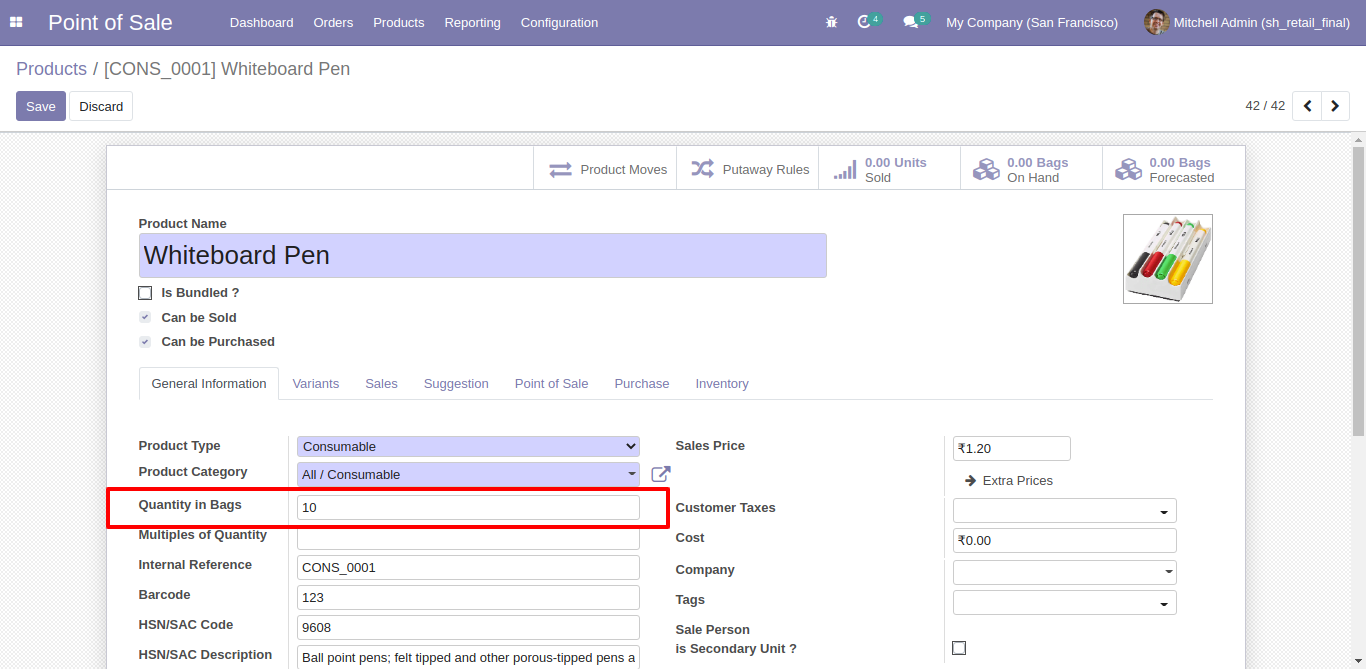 Point of Sale Dashboard Orders Products Reporting Configuration 4 5 My Company (San Francisco) Mitchell Admin (sh_retail_final)
Products / [CONS_0001] Whiteboard Pen
Save Discard 42 / 42
Product Moves Putaway Rules 0.00 Units Sold 0.00 Bags On Hand 0.00 Bags Forecasted
Product Name
Whiteboard Pen
Is Bundled ?
Can be Sold
Can be Purchased
General Information Variants Sales Suggestion Point of Sale Purchase Inventory
Product Type Consumable
Product Category All / Consumable
Quantity in Bags 10
Multiples of Quantity
Internal Reference CONS_0001
Barcode 123
HSN/SAC Code 9608
HSN/SAC Description Ball point pens; felt tipped and other porous-tipped pens a
Sales Price ₹1.20
Extra Prices
Customer Taxes
Cost ₹0.00
Company
Tags
Sale Person
is Secondary Unit ?